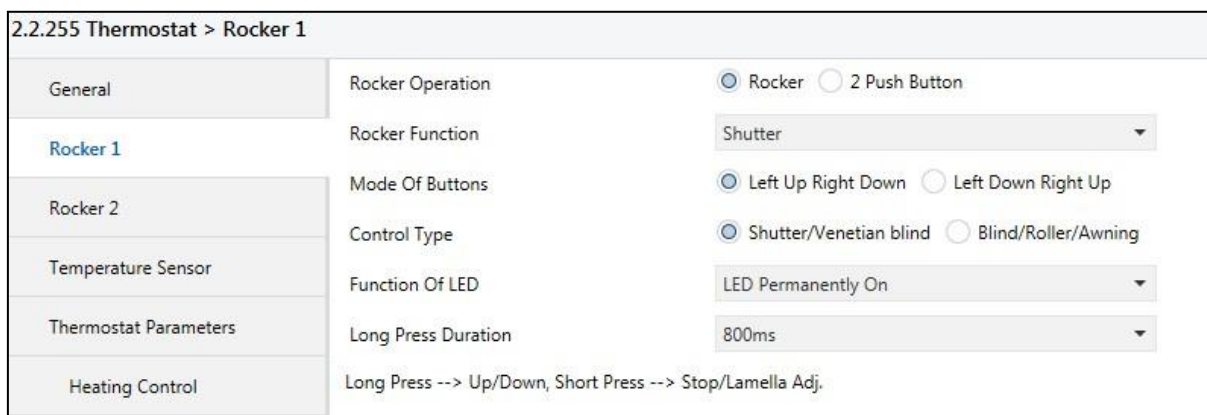 2.2.255 Thermostat > Rocker 1
General
Rocker 1
Rocker 2
Temperature Sensor
Thermostat Parameters
Heating Control
Rocker Operation Rocker 2 Push Button
Rocker Function Shutter
Mode Of Buttons Left Up Right Down Left Down Right Up
Control Type Shutter/Venetian blind Blind/Roller/Awning
Function Of LED LED Permanently On
Long Press Duration 800ms
Long Press --> Up/Down, Short Press --> Stop/Lamella Adj.